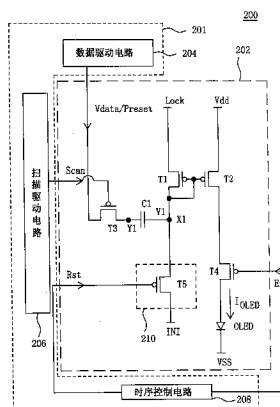 200
201
数据驱动电路
204
202
Vdata/Preset
Lock
Vdd
Scan
T1
T2
C1
V1
T3
Y1
X1
扫描驱动电路
T4
Rst
T5
E
I OLED
OLED
210
INI
VSS
206
时序控制电路
208